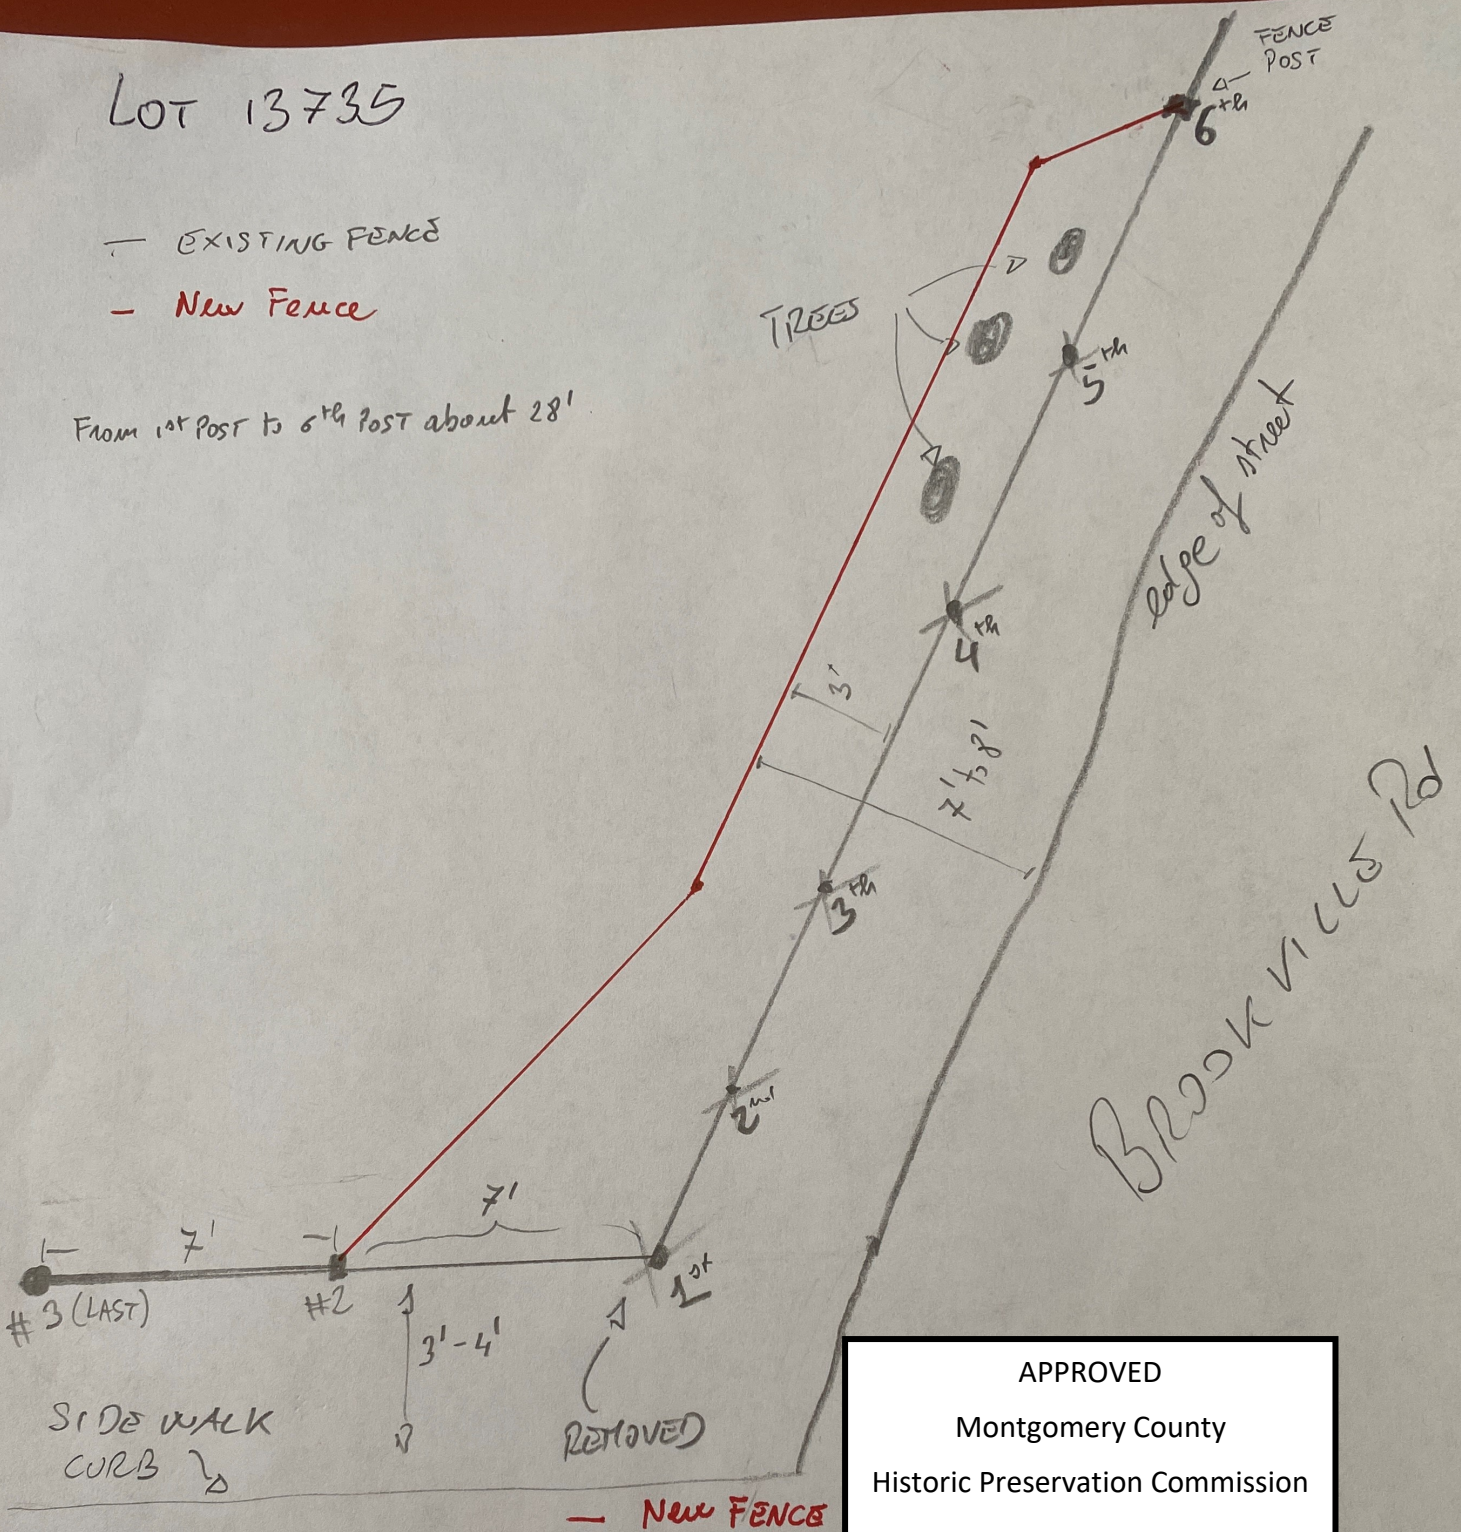 LOT 13735
FENCE
POST
6th
— EXISTING FENCE
— New Fence
TREES
5th
From 1st POST to 6th POST about 28'
edge of street
4th
3'
7' to 8'
3th
BROOKVILLE Rd
2nd
7'
7'
1st
#3 (LAST)
#2
3'-4'
SIDE WALK
CURB
REMOVED
— New FENCE
APPROVED
Montgomery County
Historic Preservation Commission